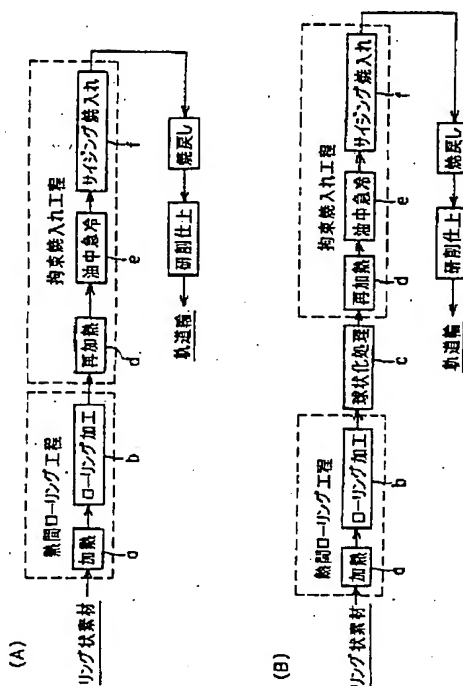 (A)
リング状素材
熱間ローリング工程
加熱
a
ローリング加工
b
拘束焼入れ工程
再加熱
d
油中急冷
e
サイジング焼入れ
f
焼戻し
研削仕上
軌道輪
(B)
リング状素材
熱間ローリング工程
加熱
a
ローリング加工
b
球状化処理
c
拘束焼入れ工程
再加熱
d
油中急冷
e
サイジング焼入れ
f
焼戻し
研削仕上
軌道輪